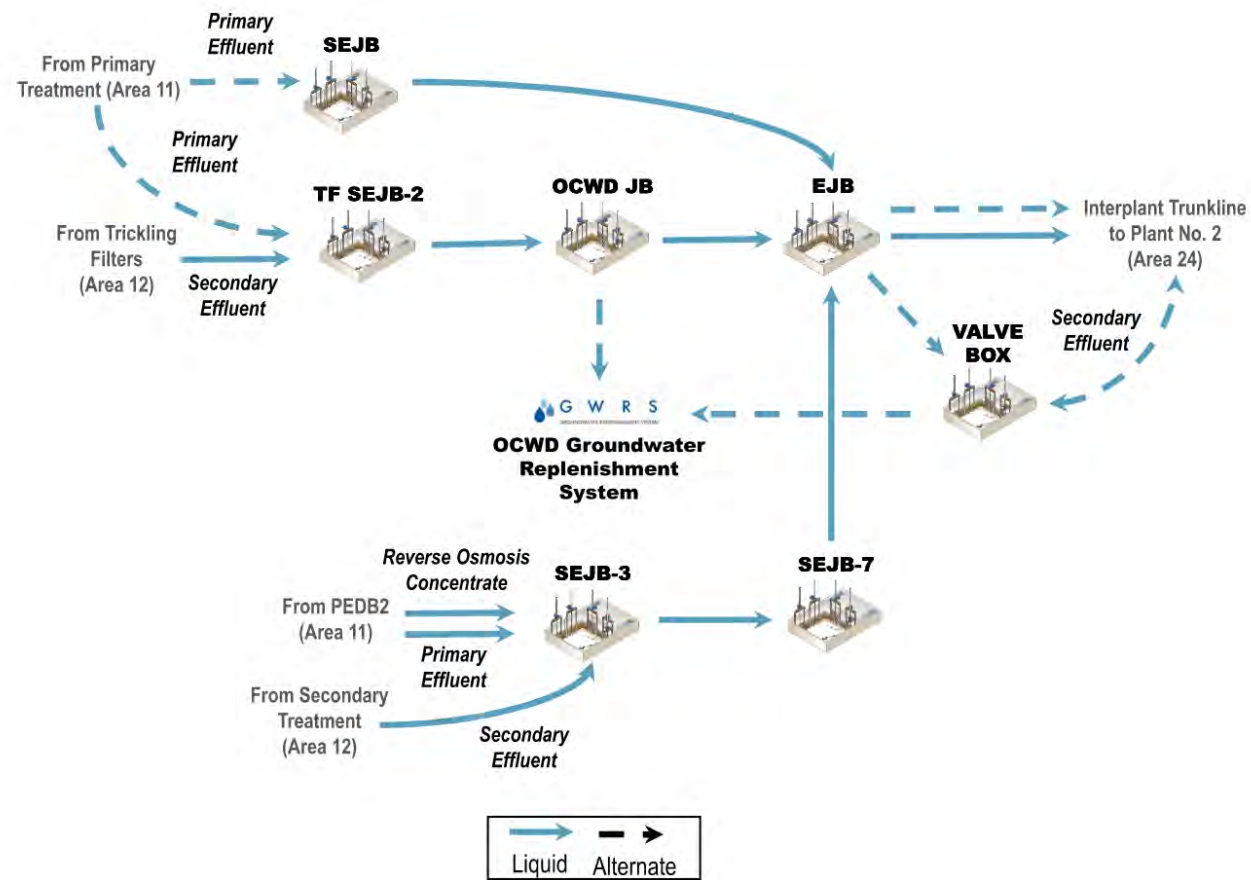 Primary
Effluent
SEJB
From Primary
Treatment (Area 11)
Primary
Effluent
TF SEJB-2
OCWD JB
EJB
From Trickling
Filters
(Area 12)
Secondary
Effluent
Interplant Trunkline
to Plant No. 2
(Area 24)
Secondary
Effluent
VALVE
BOX
G W R S
OCWD Groundwater
Replenishment
System
Reverse Osmosis
Concentrate
SEJB-3
SEJB-7
From PEDB2
(Area 11)
Primary
Effluent
From Secondary
Treatment
(Area 12)
Secondary
Effluent
Liquid
Alternate